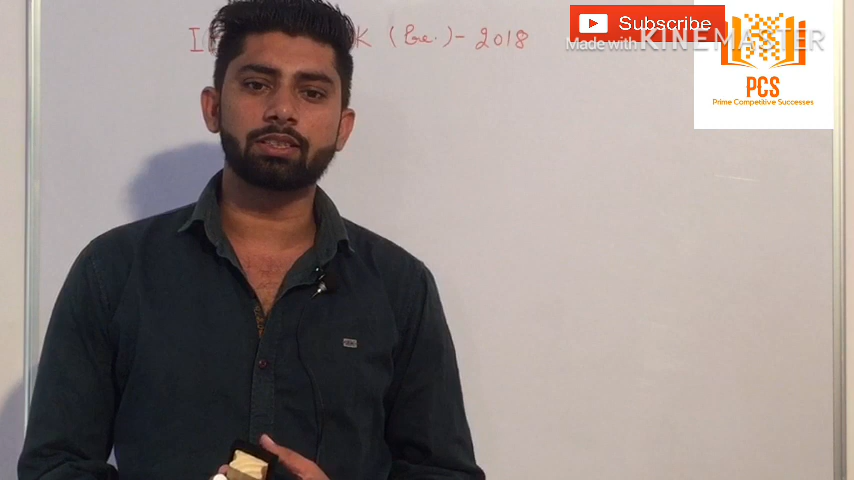 I K (Pre.) - 2018
Subscribe
Made with KINEMASTER
PCS
Prime Competitive Successes